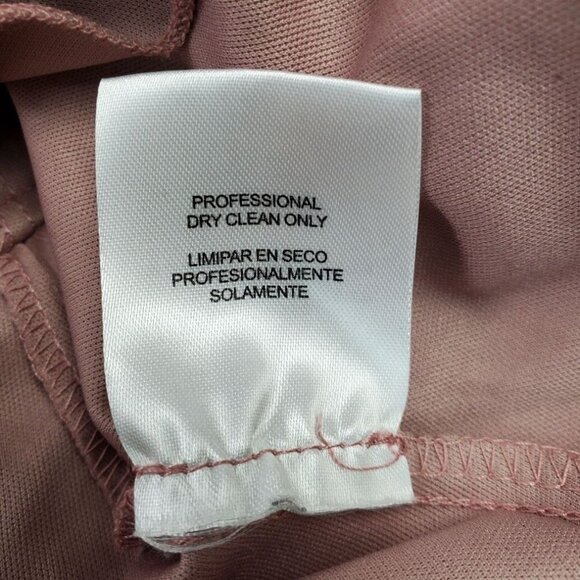 PROFESSIONAL
DRY CLEAN ONLY
LIMIPAR EN SECO
PROFESIONALMENTE
SOLAMENTE